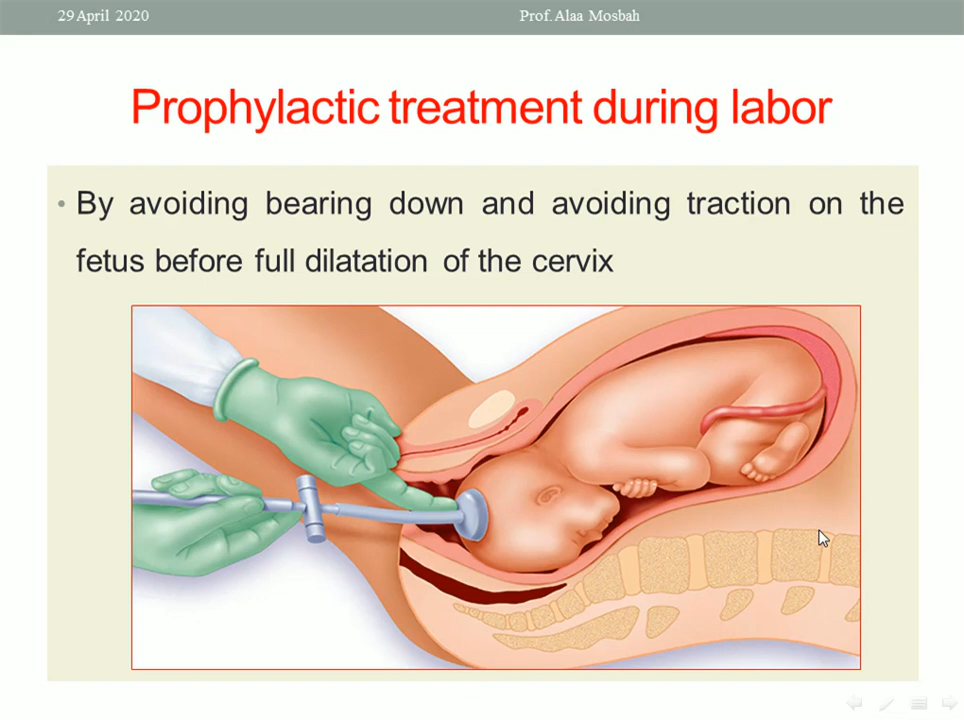 29 April 2020
Prof. Alaa Mosbah
Prophylactic treatment during labor
• By avoiding bearing down and avoiding traction on the
fetus before full dilatation of the cervix